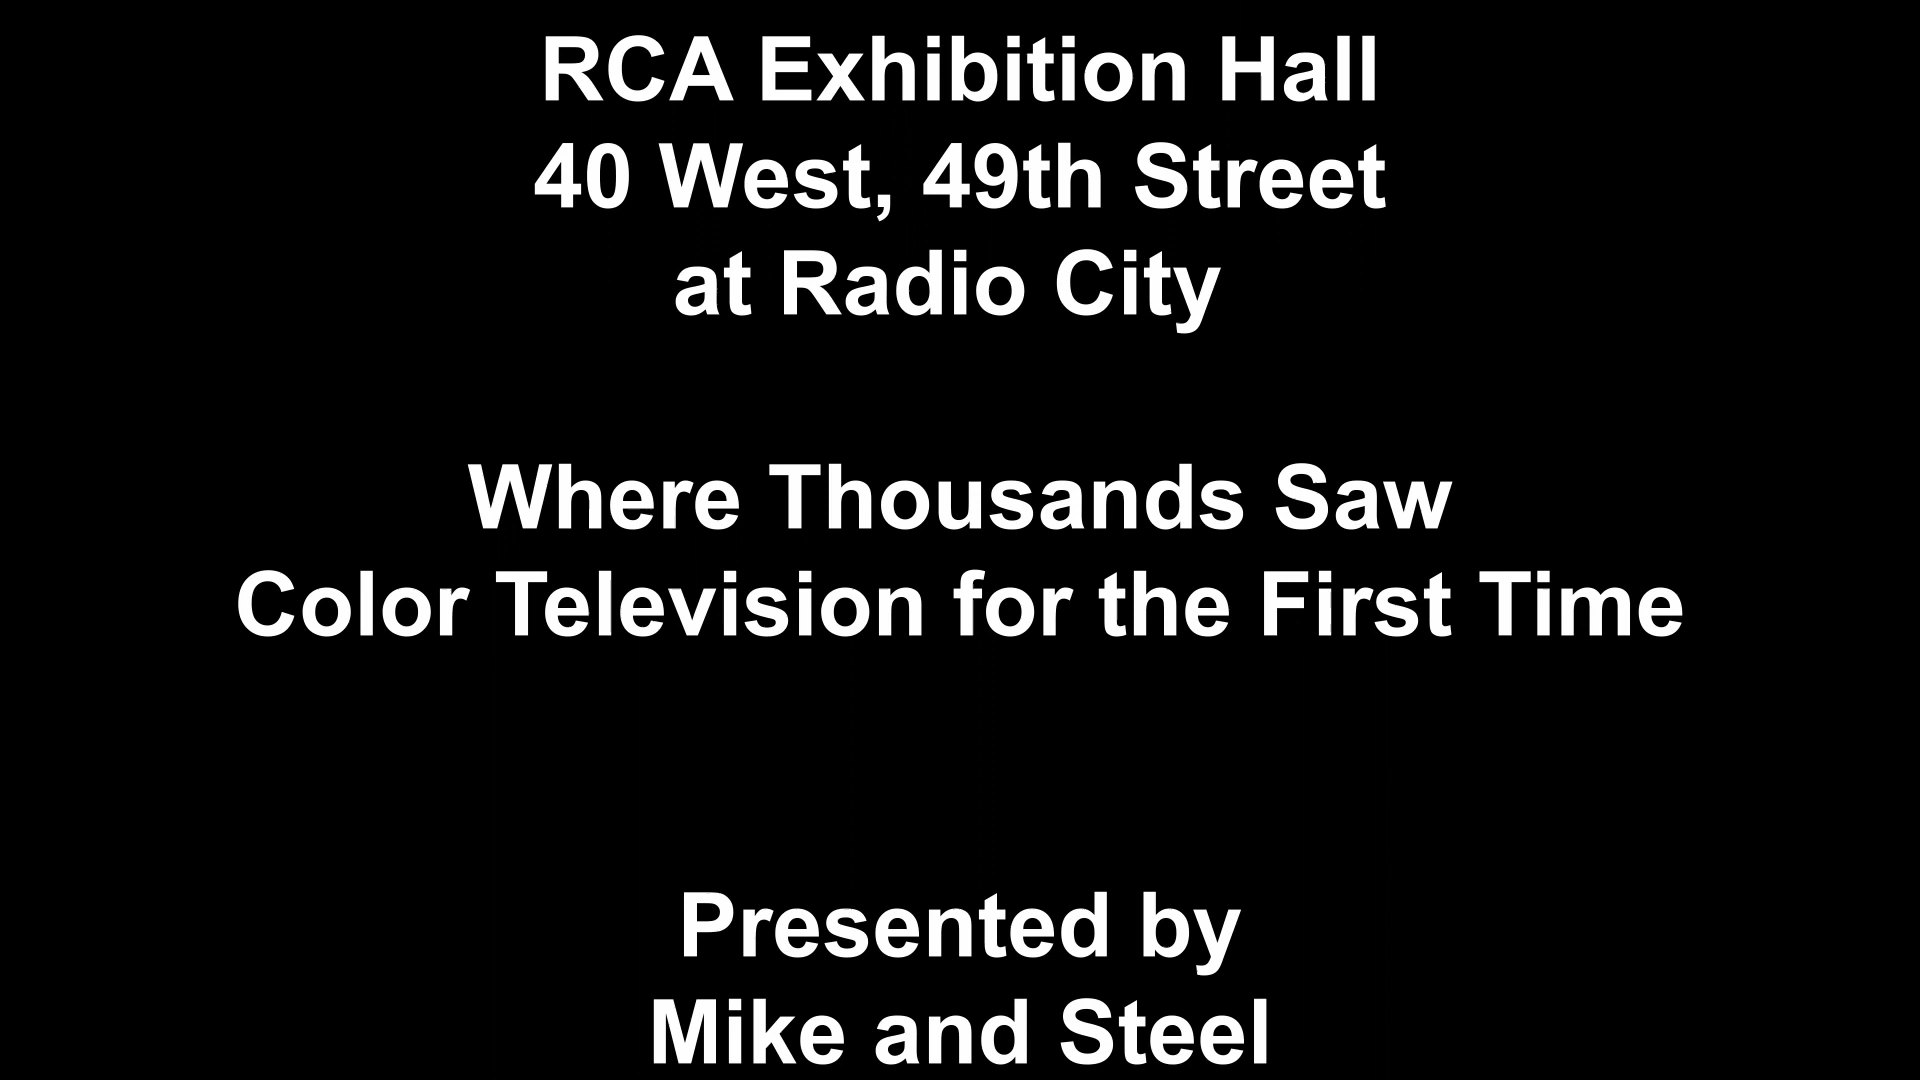 RCA Exhibition Hall
40 West, 49th Street
at Radio City
Where Thousands Saw
Color Television for the First Time
Presented by
Mike and Steel